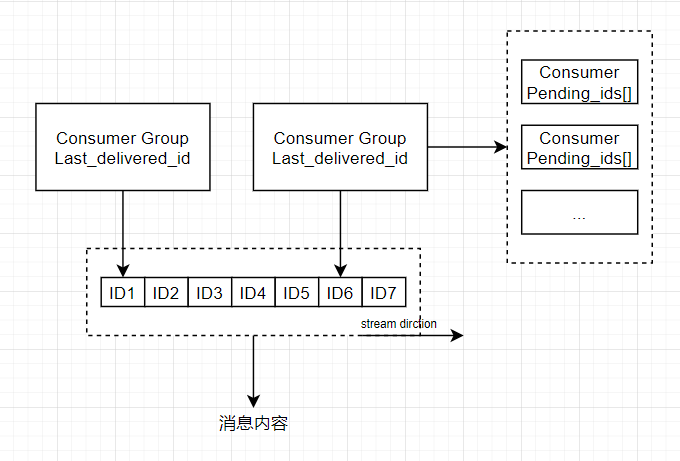 Consumer
Pending_ids[]
Consumer Group
Last_delivered_id
Consumer Group
Last_delivered_id
Consumer
Pending_ids[]
...
ID1 ID2 ID3 ID4 ID5 ID6 ID7
stream dirction
消息内容